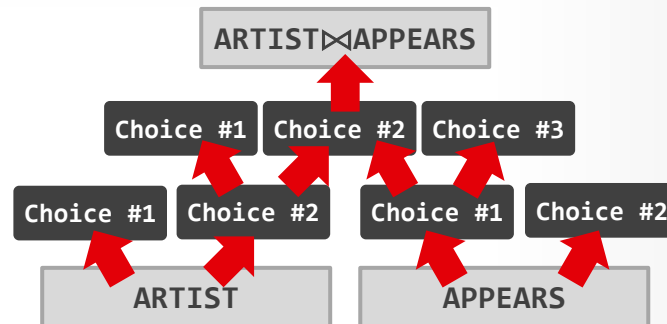 ARTIST⋈APPEARS
Choice #1 Choice #2 Choice #3
Choice #1 Choice #2 Choice #1 Choice #2
ARTIST APPEARS